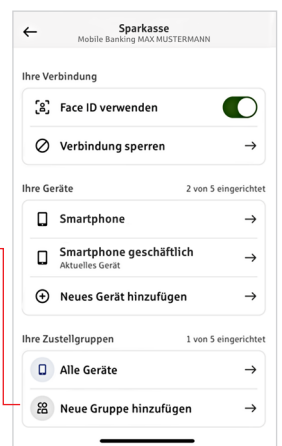 Sparkasse
Mobile Banking MAX MUSTERMANN
Ihre Verbindung
Face ID verwenden
Verbindung sperren
Ihre Geräte 2 von 5 eingerichtet
Smartphone
Smartphone geschäftlich
Aktuelles Gerät
Neues Gerät hinzufügen
Ihre Zustellgruppen 1 von 5 eingerichtet
Alle Geräte
Neue Gruppe hinzufügen